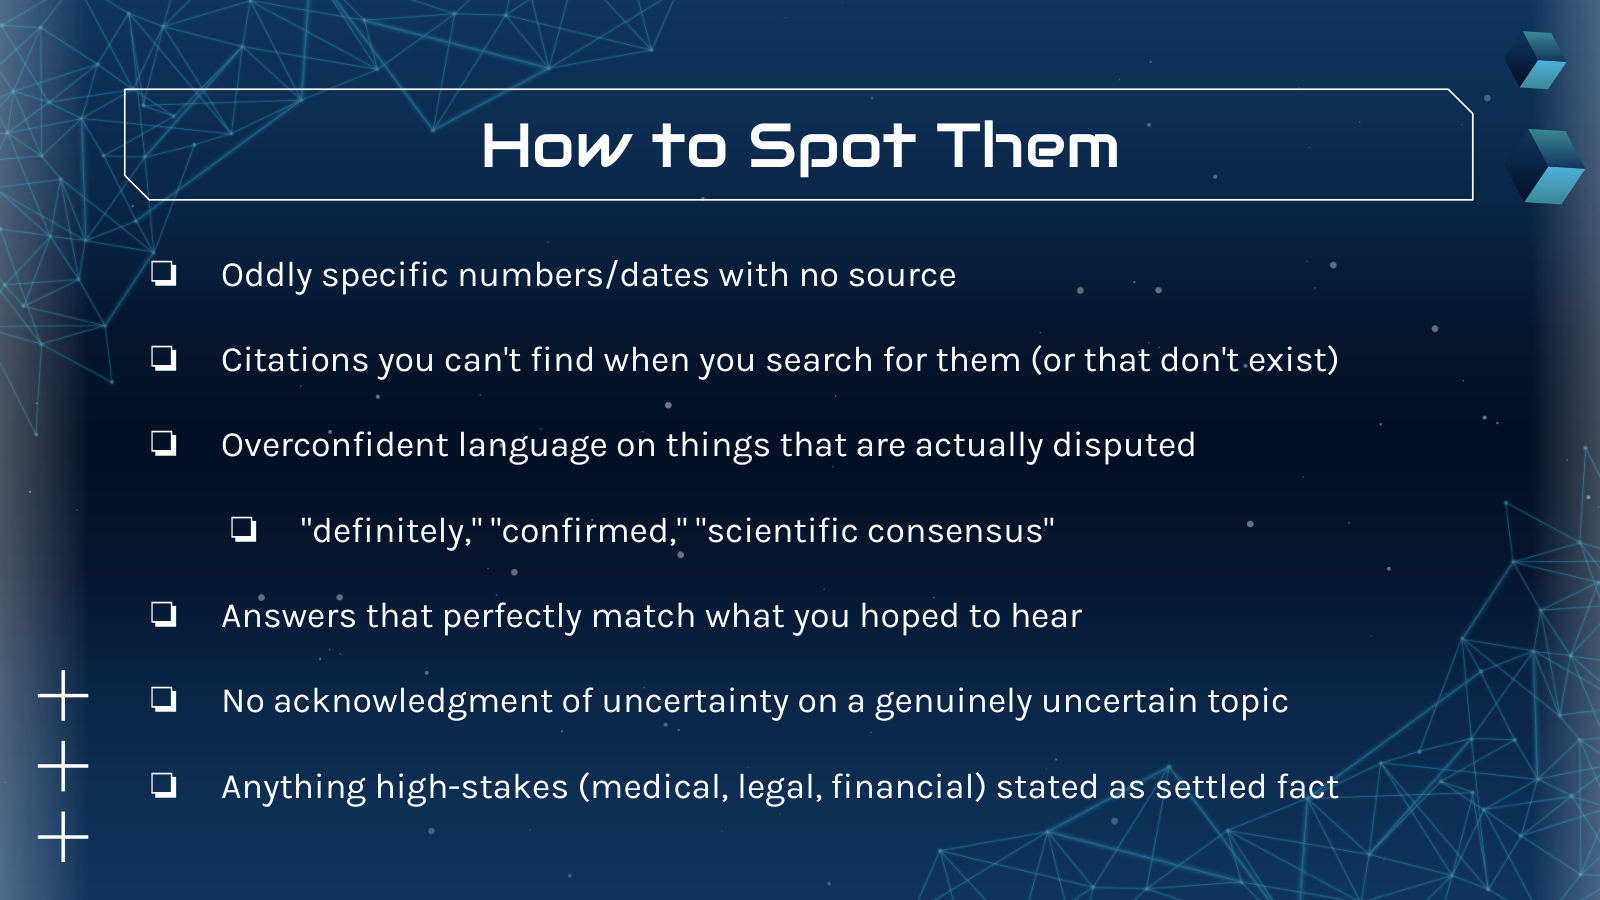 How to Spot Them
❏ Oddly specific numbers/dates with no source
❏ Citations you can't find when you search for them (or that don't exist)
❏ Overconfident language on things that are actually disputed
❏ "definitely," "confirmed," "scientific consensus"
❏ Answers that perfectly match what you hoped to hear
❏ No acknowledgment of uncertainty on a genuinely uncertain topic
❏ Anything high-stakes (medical, legal, financial) stated as settled fact